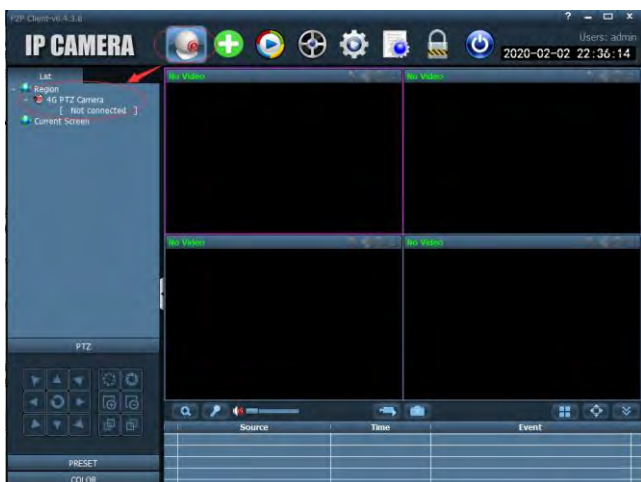 P2P Client-v6.4.3.6
IP CAMERA
Users: admin
2020-02-02 22:36:14
List
Region
4G PTZ Camera
[ Not connected ]
Current Screen
No Video
No Video
No Video
No Video
PTZ
Source Time Event
PRESET
COLOR